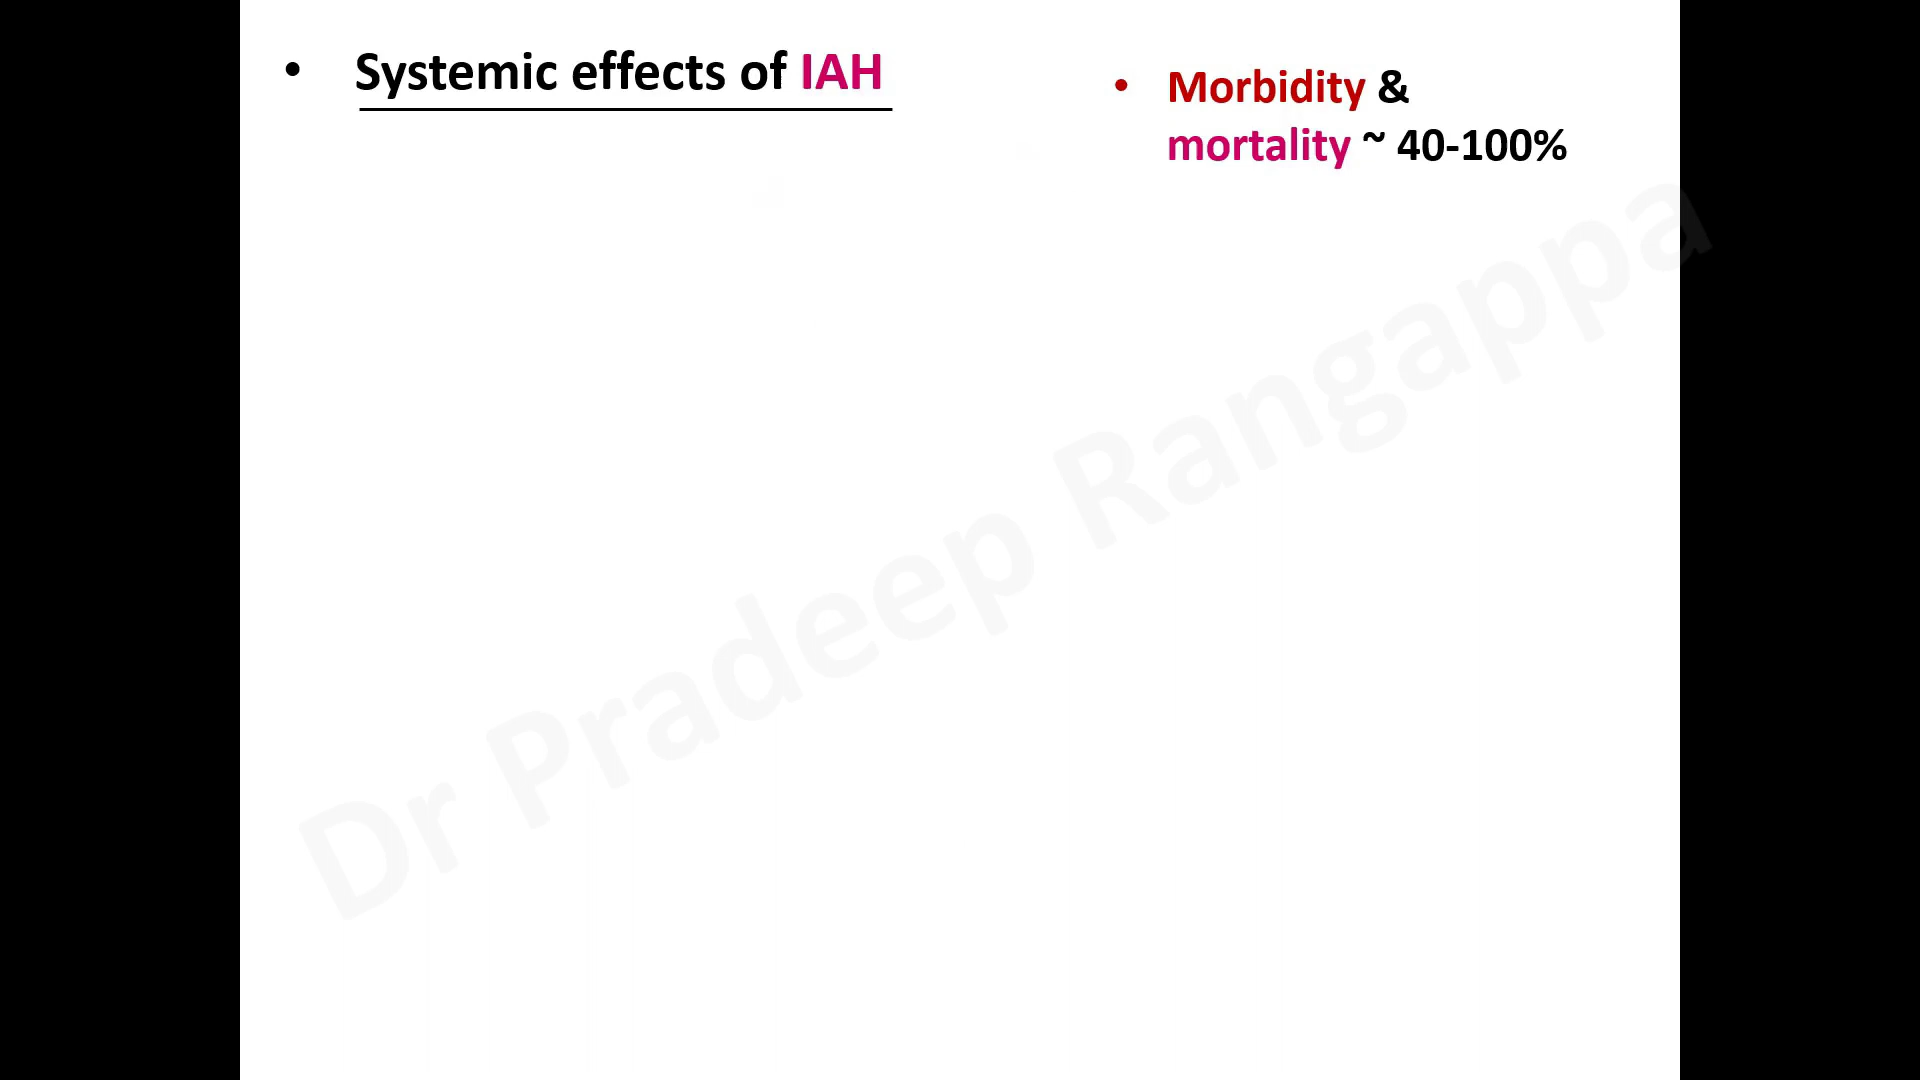 • Systemic effects of IAH
• Morbidity &
mortality ~ 40-100%
Dr Pradeep Rangappa